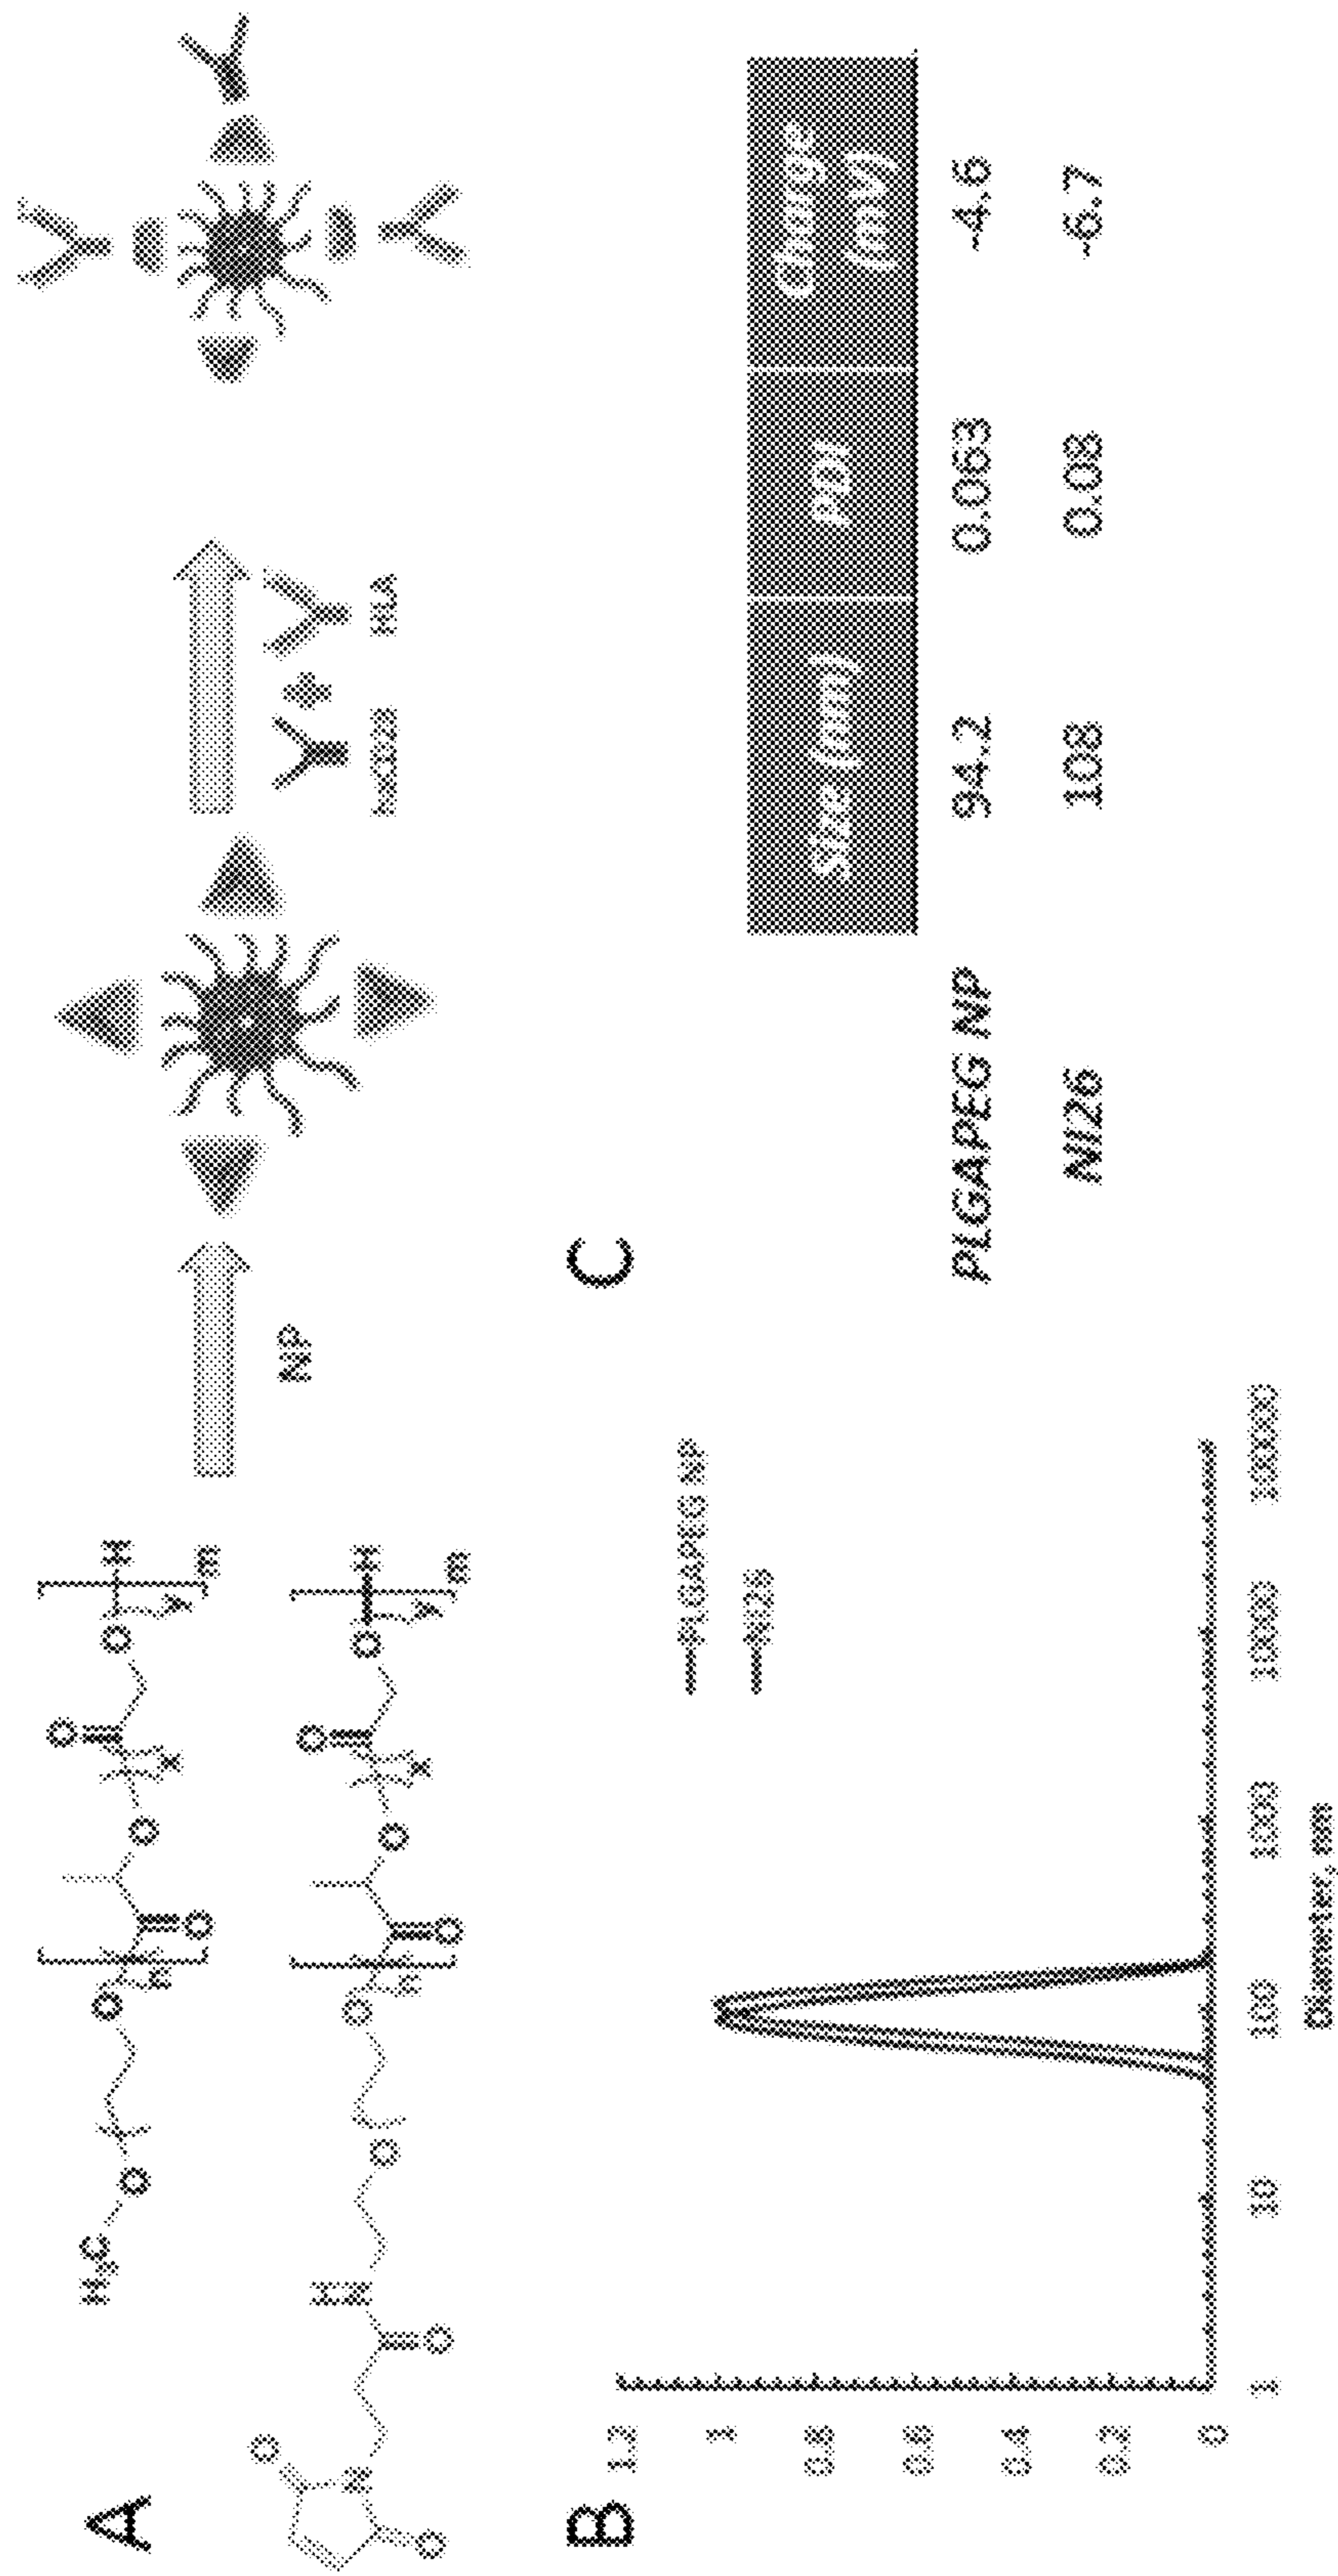 A
H₃C O O n O O x O O y H m
O N O O H N O O n O O x O O y H m
NP
HLA
B
1.2
1
0.8
0.6
0.4
0.2
0
1 10 100 1000 10000 100000
Diameter, nm
PLGAPEG NP
NI26
C
Size (nm) PDI Charge (mV)
PLGAPEG NP 94.2 0.063 -4.6
NI26 108 0.08 -6.7